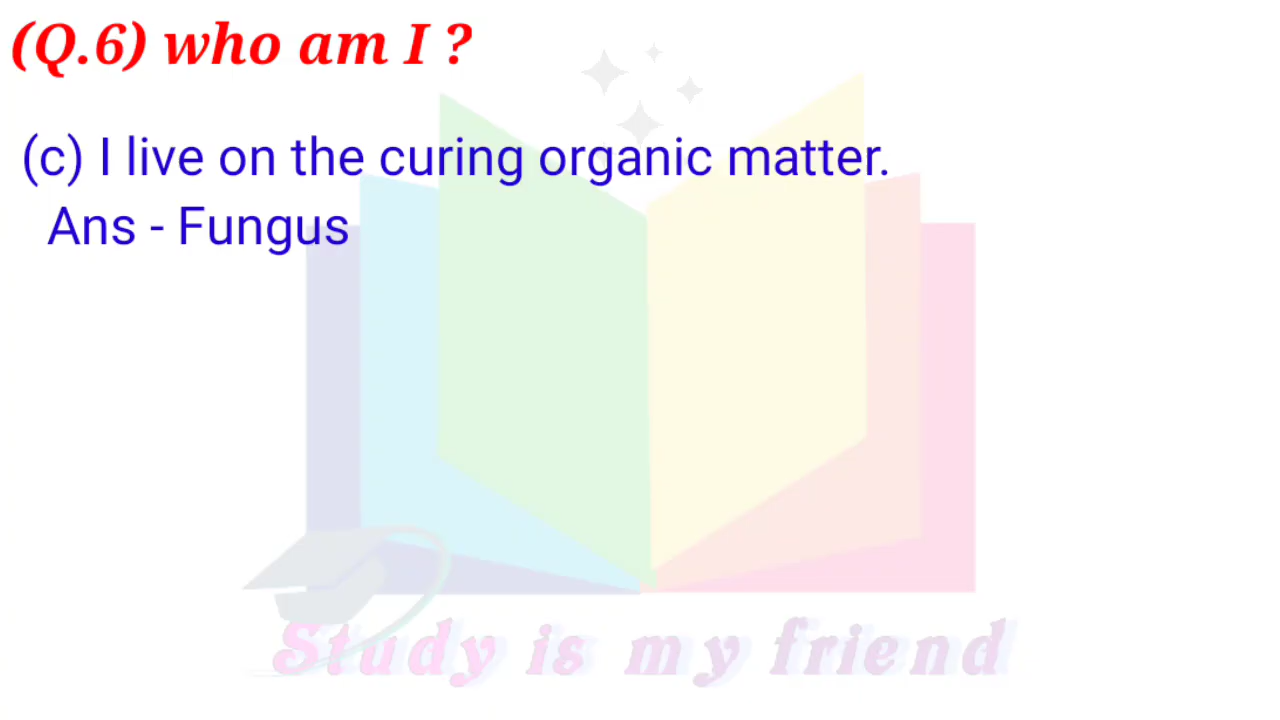 (Q.6) who am I ?
(c) I live on the curing organic matter.
Ans - Fungus
Study is my friend